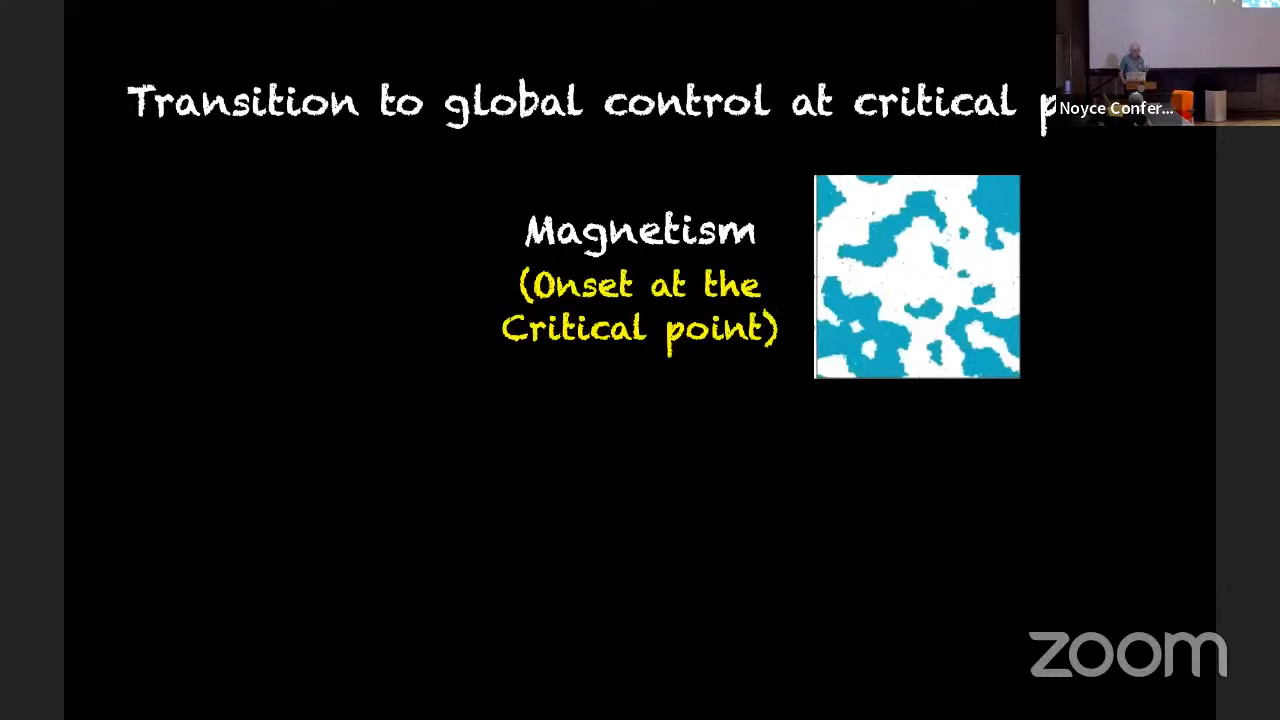 Transition to global control at critical p
Noyce Confer...
Magnetism
(Onset at the
Critical point)
zoom